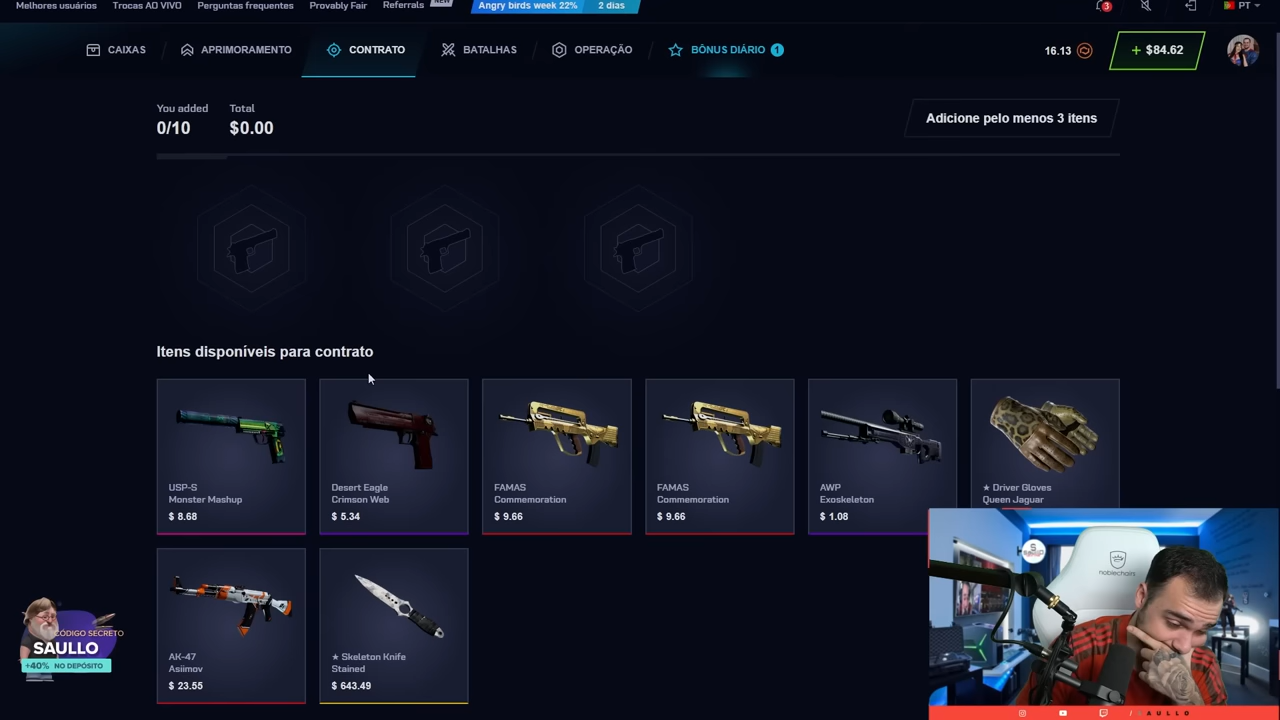 Melhores usuários
Trocas AO VIVO
Perguntas frequentes
Provably Fair
Referrals
NEW
Angry birds week 22%
2 dias
3
PT
CAIXAS
APRIMORAMENTO
CONTRATO
BATALHAS
OPERAÇÃO
BÔNUS DIÁRIO 1
16.13
+ $84.62
You added
0/10
Total
$0.00
Adicione pelo menos 3 itens
Itens disponíveis para contrato
USP-S
Monster Mashup
$ 8.68
Desert Eagle
Crimson Web
$ 5.34
FAMAS
Commemoration
$ 9.66
FAMAS
Commemoration
$ 9.66
AWP
Exoskeleton
$ 1.08
★ Driver Gloves
Queen Jaguar
AK-47
Asiimov
$ 23.55
★ Skeleton Knife
Stained
$ 643.49
CÓDIGO SECRETO
SAULLO
+40% NO DEPÓSITO
noblechairs
AULLO